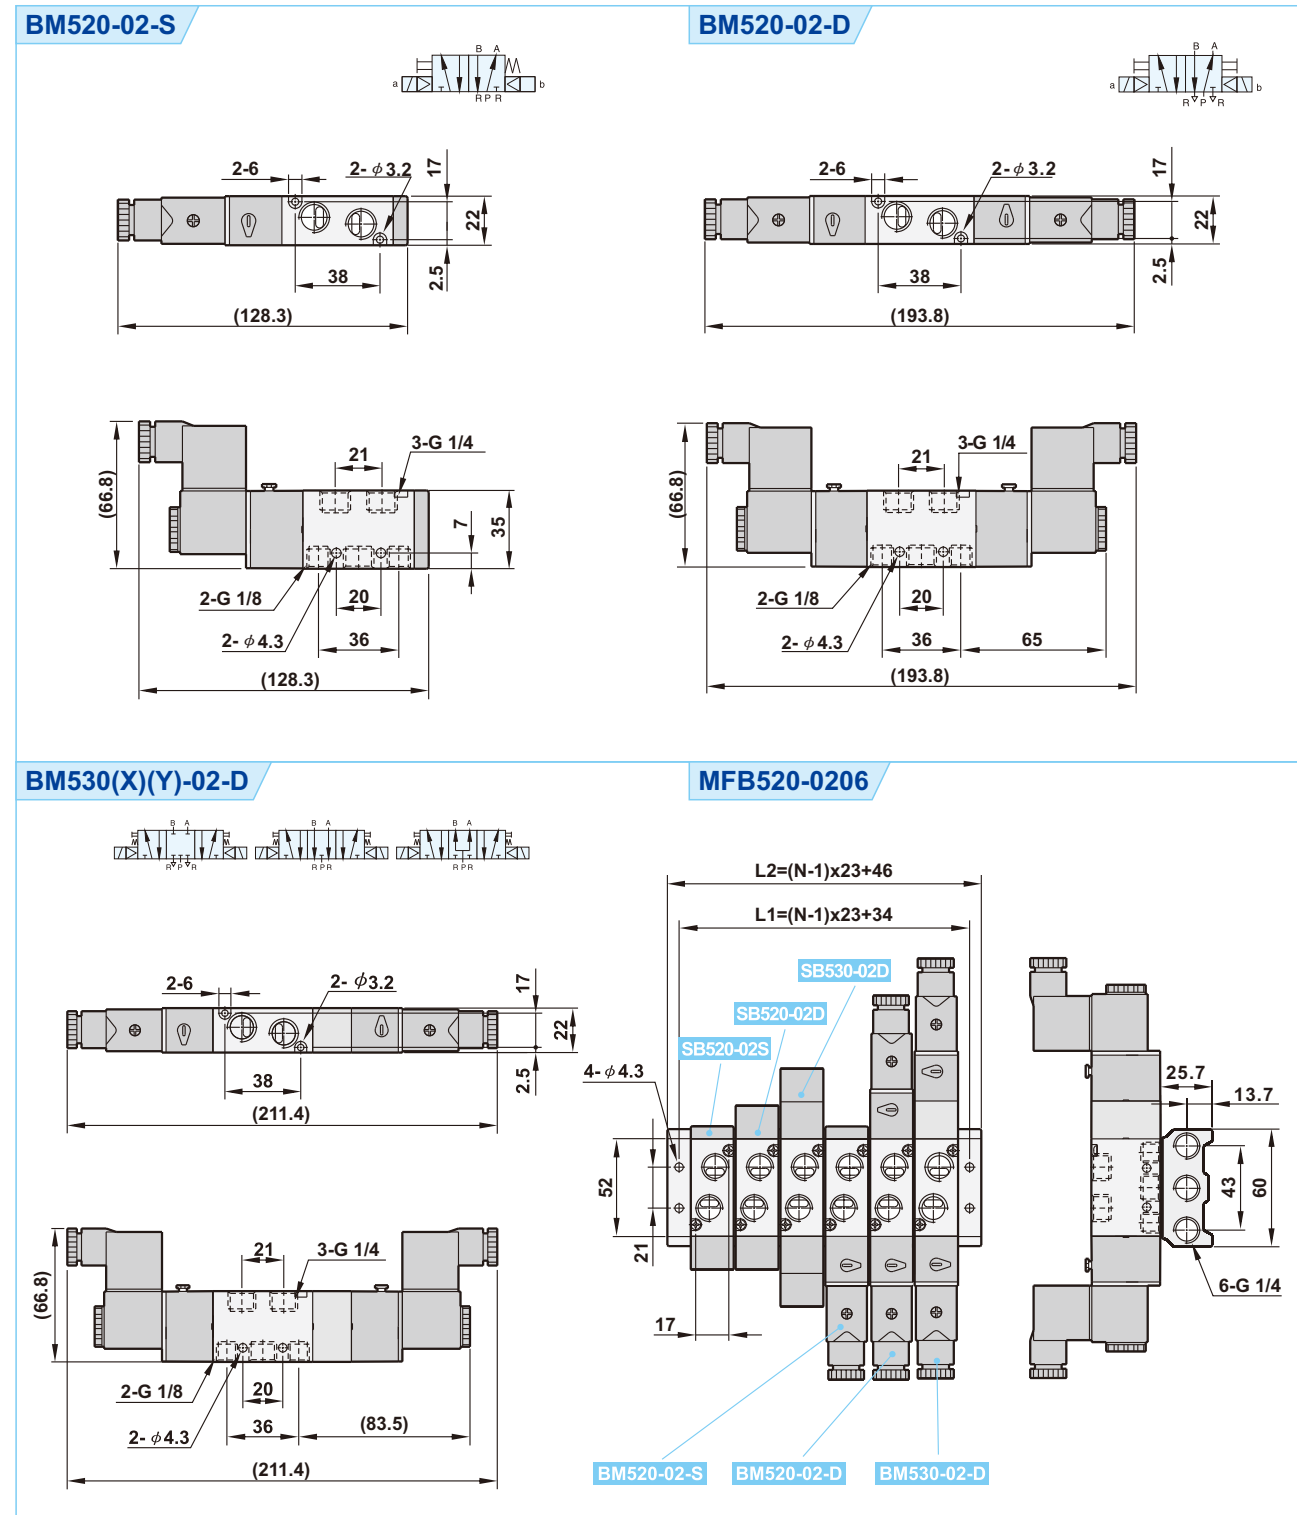 BM520-02-S
BM520-02-D
B A
a b
R P R
B A
a b
R P R
2-6
2- φ3.2
17
22
2.5
38
(128.3)
2-6
2- φ3.2
17
22
2.5
38
(193.8)
(66.8)
21
3-G 1/4
7
35
2-G 1/8
20
2- φ4.3
36
(128.3)
(66.8)
21
3-G 1/4
2-G 1/8
20
2- φ4.3
36
65
(193.8)
BM530(X)(Y)-02-D
MFB520-0206
B A
R P R
B A
R P R
B A
R P R
2-6
2- φ3.2
17
22
2.5
38
(211.4)
(66.8)
21
3-G 1/4
2-G 1/8
20
2- φ4.3
36
(83.5)
(211.4)
L2=(N-1)x23+46
L1=(N-1)x23+34
SB530-02D
SB520-02D
SB520-02S
4- φ4.3
52
21
17
BM520-02-S
BM520-02-D
BM530-02-D
25.7
13.7
43
60
6-G 1/4